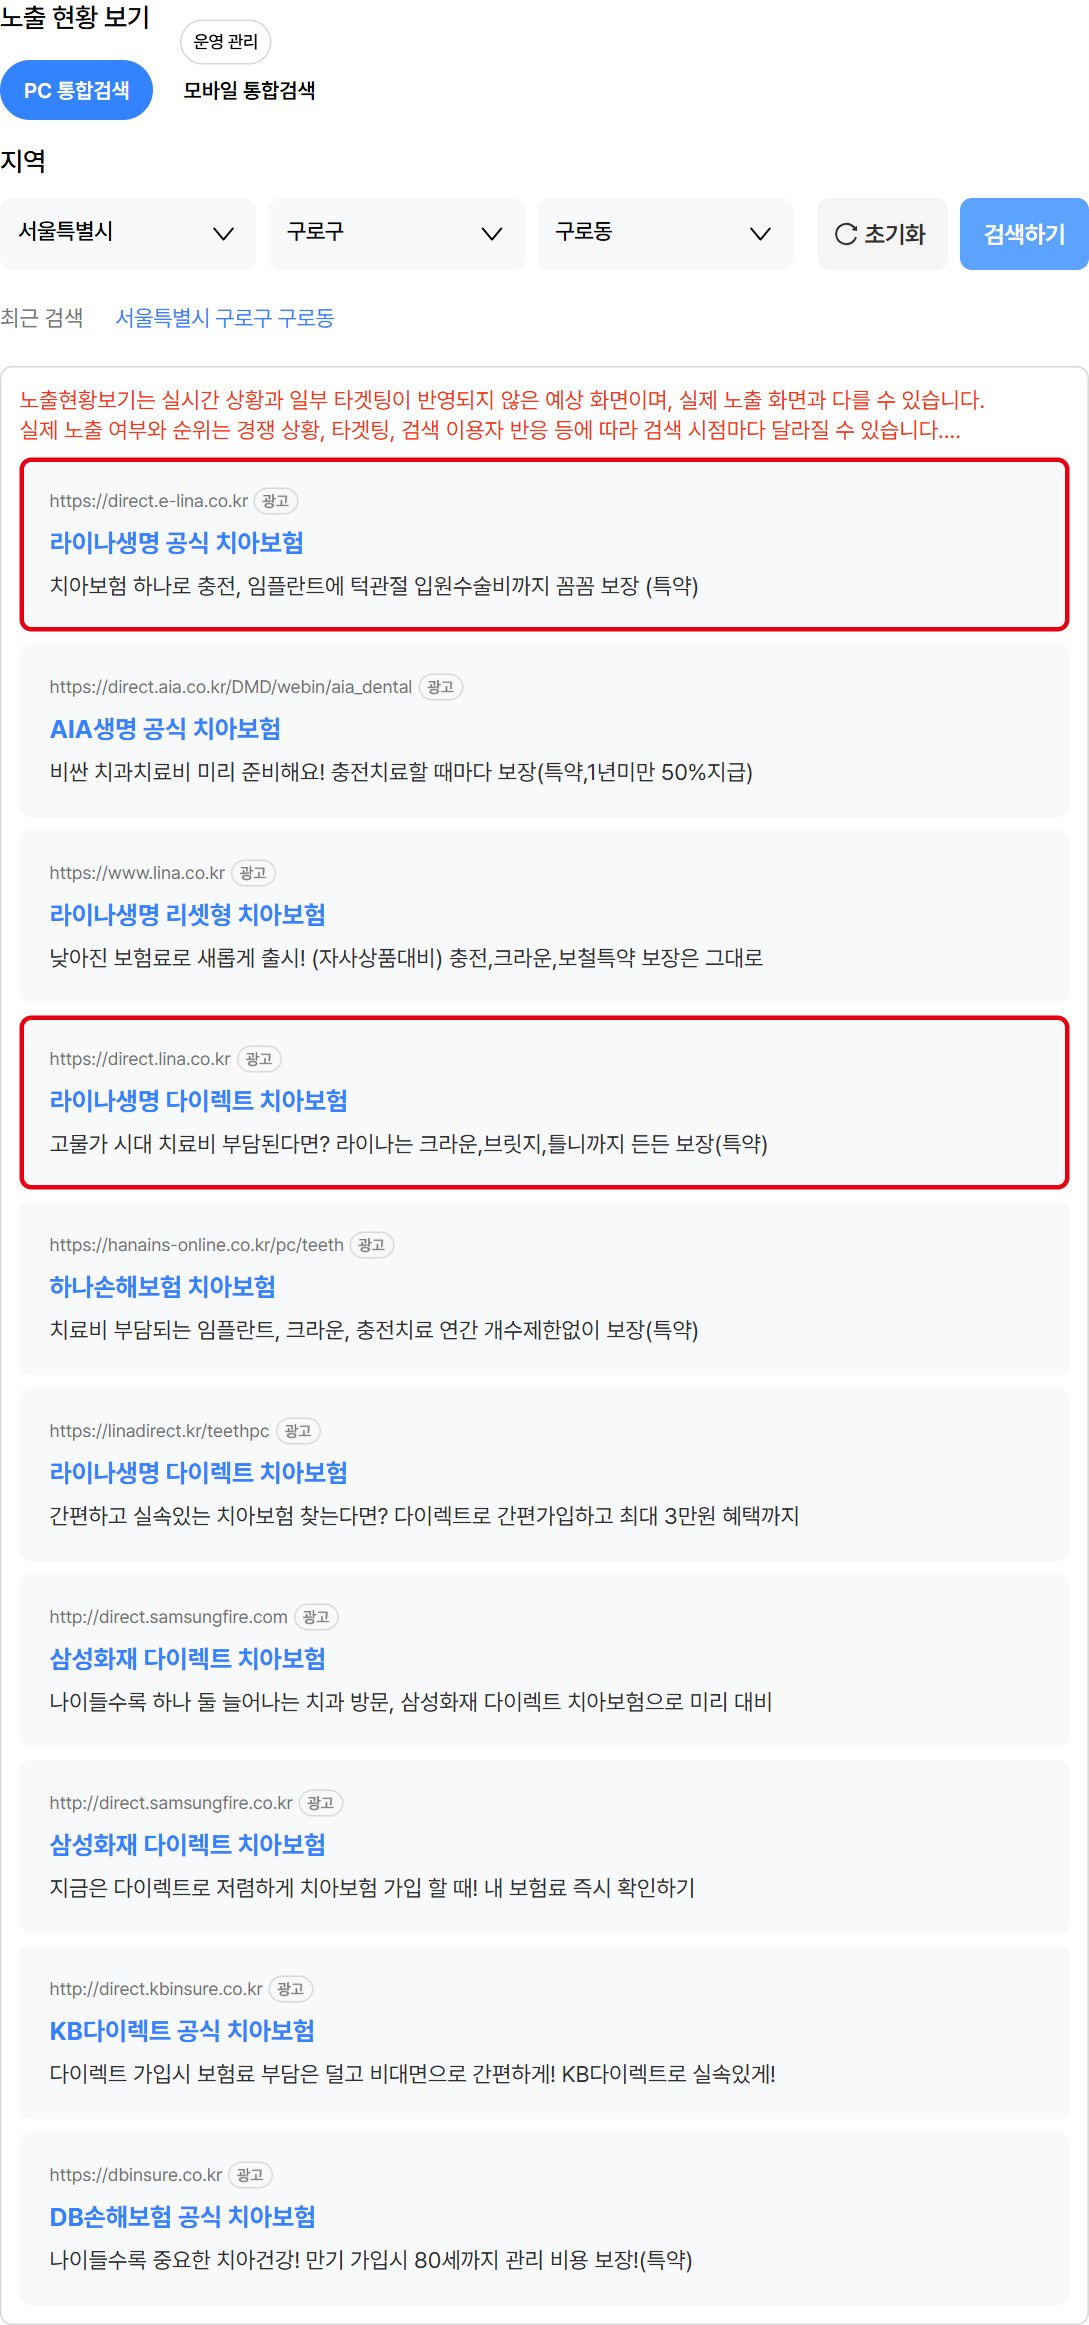 노출 현황 보기
운영 관리
PC 통합검색
모바일 통합검색
지역
서울특별시
구로구
구로동
초기화
검색하기
최근 검색
서울특별시 구로구 구로동
노출현황보기는 실시간 상황과 일부 타겟팅이 반영되지 않은 예상 화면이며, 실제 노출 화면과 다를 수 있습니다.
실제 노출 여부와 순위는 경쟁 상황, 타겟팅, 검색 이용자 반응 등에 따라 검색 시점마다 달라질 수 있습니다....
https://direct.e-lina.co.kr 광고
라이나생명 공식 치아보험
치아보험 하나로 충전, 임플란트에 턱관절 입원수술비까지 꼼꼼 보장 (특약)
https://direct.aia.co.kr/DMD/webin/aia_dental 광고
AIA생명 공식 치아보험
비싼 치과치료비 미리 준비해요! 충전치료할 때마다 보장(특약,1년미만 50%지급)
https://www.lina.co.kr 광고
라이나생명 리셋형 치아보험
낮아진 보험료로 새롭게 출시! (자사상품대비) 충전,크라운,보철특약 보장은 그대로
https://direct.lina.co.kr 광고
라이나생명 다이렉트 치아보험
고물가 시대 치료비 부담된다면? 라이나는 크라운,브릿지,틀니까지 든든 보장(특약)
https://hanains-online.co.kr/pc/teeth 광고
하나손해보험 치아보험
치료비 부담되는 임플란트, 크라운, 충전치료 연간 개수제한없이 보장(특약)
https://linadirect.kr/teethpc 광고
라이나생명 다이렉트 치아보험
간편하고 실속있는 치아보험 찾는다면? 다이렉트로 간편가입하고 최대 3만원 혜택까지
http://direct.samsungfire.com 광고
삼성화재 다이렉트 치아보험
나이들수록 하나 둘 늘어나는 치과 방문, 삼성화재 다이렉트 치아보험으로 미리 대비
http://direct.samsungfire.co.kr 광고
삼성화재 다이렉트 치아보험
지금은 다이렉트로 저렴하게 치아보험 가입 할 때! 내 보험료 즉시 확인하기
http://direct.kbinsure.co.kr 광고
KB다이렉트 공식 치아보험
다이렉트 가입시 보험료 부담은 덜고 비대면으로 간편하게! KB다이렉트로 실속있게!
https://dbinsure.co.kr 광고
DB손해보험 공식 치아보험
나이들수록 중요한 치아건강! 만기 가입시 80세까지 관리 비용 보장!(특약)